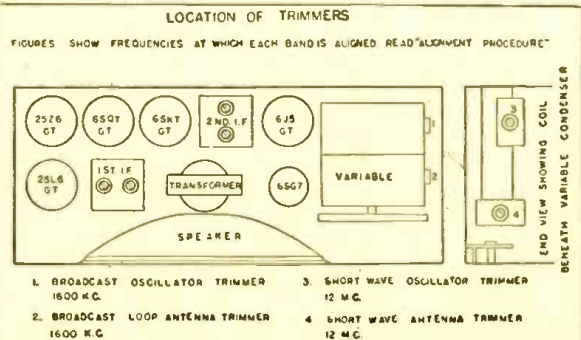 LOCATION OF TRIMMERS
FIGURES SHOW FREQUENCIES AT WHICH EACH BAND IS ALIGNED READ "ALIGNMENT PROCEDURE"
25Z6
GT
6SQ7
GT
6SK7
GT
2ND. I.F.
6J5
GT
1
25L6
GT
1ST. I.F.
TRANSFORMER
6SG7
VARIABLE
2
SPEAKER
3
4
END VIEW SHOWING COIL
BENEATH VARIABLE CONDENSER
1. BROADCAST OSCILLATOR TRIMMER
1600 K.C.
2. BROADCAST LOOP ANTENNA TRIMMER
1600 K.C.
3. SHORT WAVE OSCILLATOR TRIMMER
12 M.C.
4 SHORT WAVE ANTENNA TRIMMER
12 M.C.